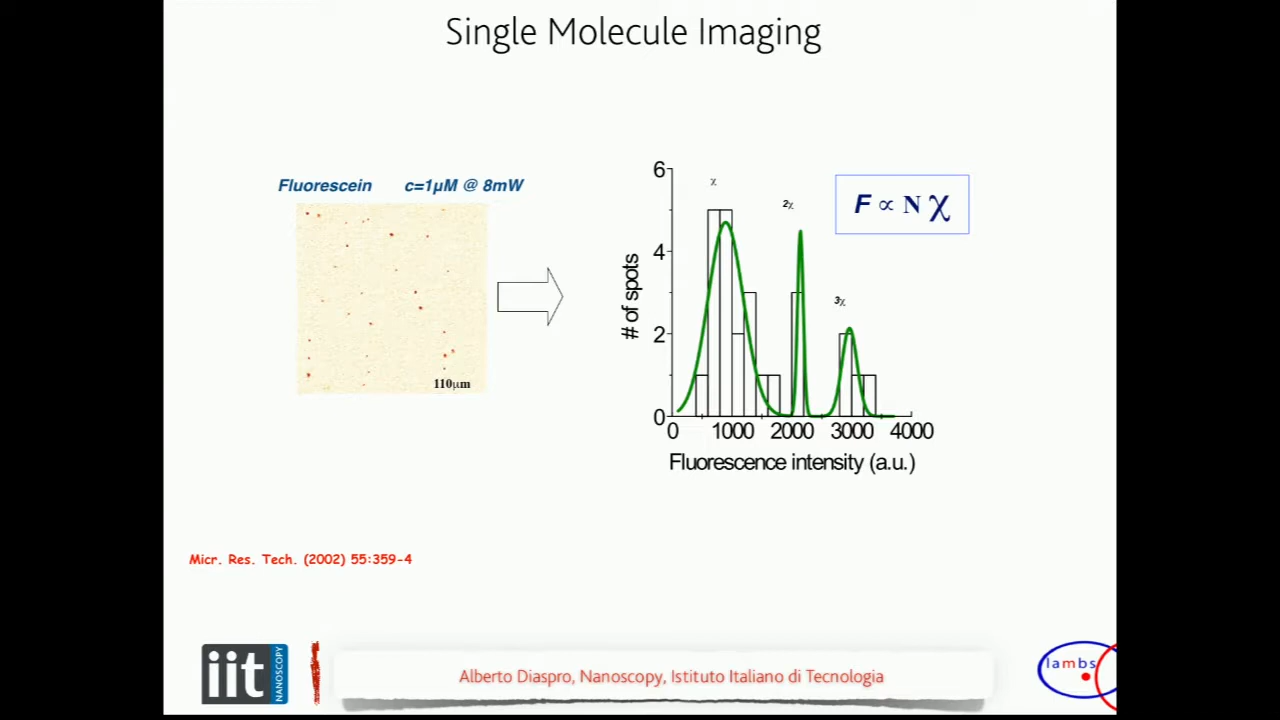 Single Molecule Imaging
Fluorescein c=1μM @ 8mW
110μm
6
4
2
0
# of spots
χ
2χ
3χ
0 1000 2000 3000 4000
Fluorescence intensity (a.u.)
F ∝ N χ
Micr. Res. Tech. (2002) 55:359-4
iit
NANOSCOPY
Alberto Diaspro, Nanoscopy, Istituto Italiano di Tecnologia
lambs